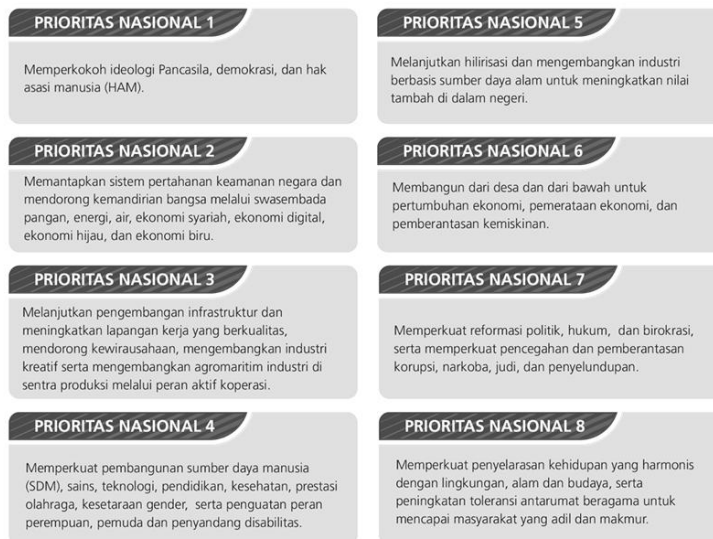 PRIORITAS NASIONAL 1
Memperkokoh ideologi Pancasila, demokrasi, dan hak
asasi manusia (HAM).
PRIORITAS NASIONAL 2
Memantapkan sistem pertahanan keamanan negara dan
mendorong kemandirian bangsa melalui swasembada
pangan, energi, air, ekonomi syariah, ekonomi digital,
ekonomi hijau, dan ekonomi biru.
PRIORITAS NASIONAL 3
Melanjutkan pengembangan infrastruktur dan
meningkatkan lapangan kerja yang berkualitas,
mendorong kewirausahaan, mengembangkan industri
kreatif serta mengembangkan agromaritim industri di
sentra produksi melalui peran aktif koperasi.
PRIORITAS NASIONAL 4
Memperkuat pembangunan sumber daya manusia
(SDM), sains, teknologi, pendidikan, kesehatan, prestasi
olahraga, kesetaraan gender, serta penguatan peran
perempuan, pemuda dan penyandang disabilitas.
PRIORITAS NASIONAL 5
Melanjutkan hilirisasi dan mengembangkan industri
berbasis sumber daya alam untuk meningkatkan nilai
tambah di dalam negeri.
PRIORITAS NASIONAL 6
Membangun dari desa dan dari bawah untuk
pertumbuhan ekonomi, pemerataan ekonomi, dan
pemberantasan kemiskinan.
PRIORITAS NASIONAL 7
Memperkuat reformasi politik, hukum, dan birokrasi,
serta memperkuat pencegahan dan pemberantasan
korupsi, narkoba, judi, dan penyelundupan.
PRIORITAS NASIONAL 8
Memperkuat penyelarasan kehidupan yang harmonis
dengan lingkungan, alam dan budaya, serta
peningkatan toleransi antarumat beragama untuk
mencapai masyarakat yang adil dan makmur.